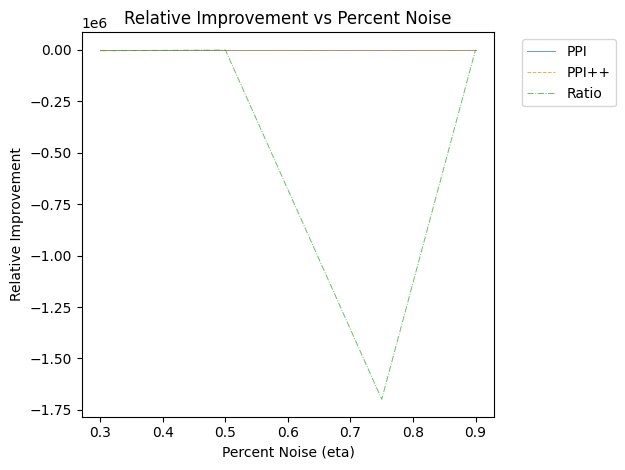 Relative Improvement vs Percent Noise
1e6
0.00
−0.25
−0.50
−0.75
−1.00
−1.25
−1.50
−1.75
Relative Improvement
0.3 0.4 0.5 0.6 0.7 0.8 0.9
Percent Noise (eta)
PPI
PPI++
Ratio